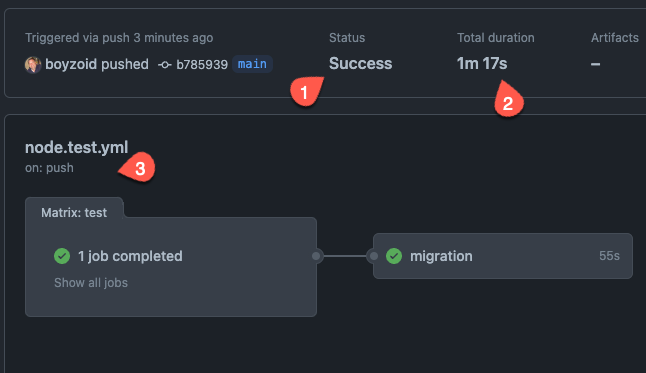 Triggered via push 3 minutes ago
Status
Total duration
Artifacts
boyzoid pushed b785939 main
Success
1m 17s
–
1
2
node.test.yml
on: push
3
Matrix: test
1 job completed
migration
55s
Show all jobs